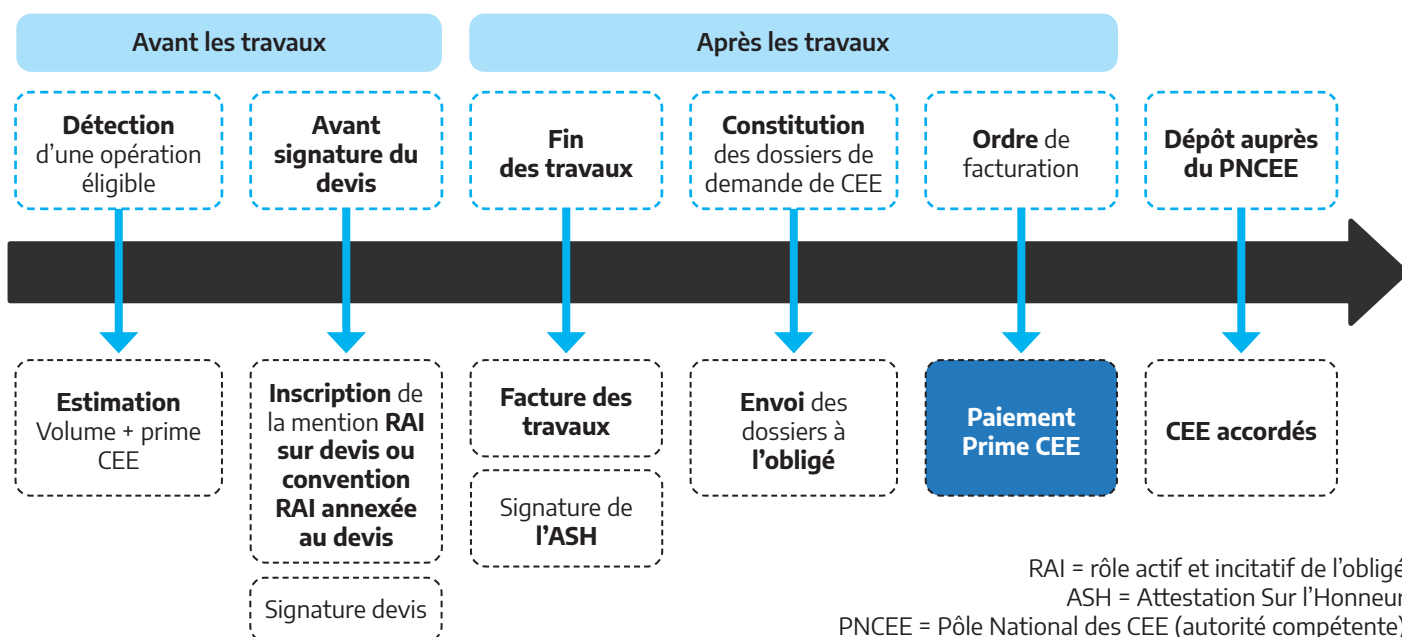 Avant les travaux
Après les travaux
Détection
d'une opération
éligible
Avant
signature du
devis
Fin
des travaux
Constitution
des dossiers de
demande de CEE
Ordre de
facturation
Dépôt auprès
du PNCEE
Estimation
Volume + prime
CEE
Inscription de
la mention RAI
sur devis ou
convention
RAI annexée
au devis
Signature devis
Facture des
travaux
Signature de
l'ASH
Envoi des
dossiers à
l'obligé
Paiement
Prime CEE
CEE accordés
RAI = rôle actif et incitatif de l'obligé
ASH = Attestation Sur l'Honneur
PNCEE = Pôle National des CEE (autorité compétente)